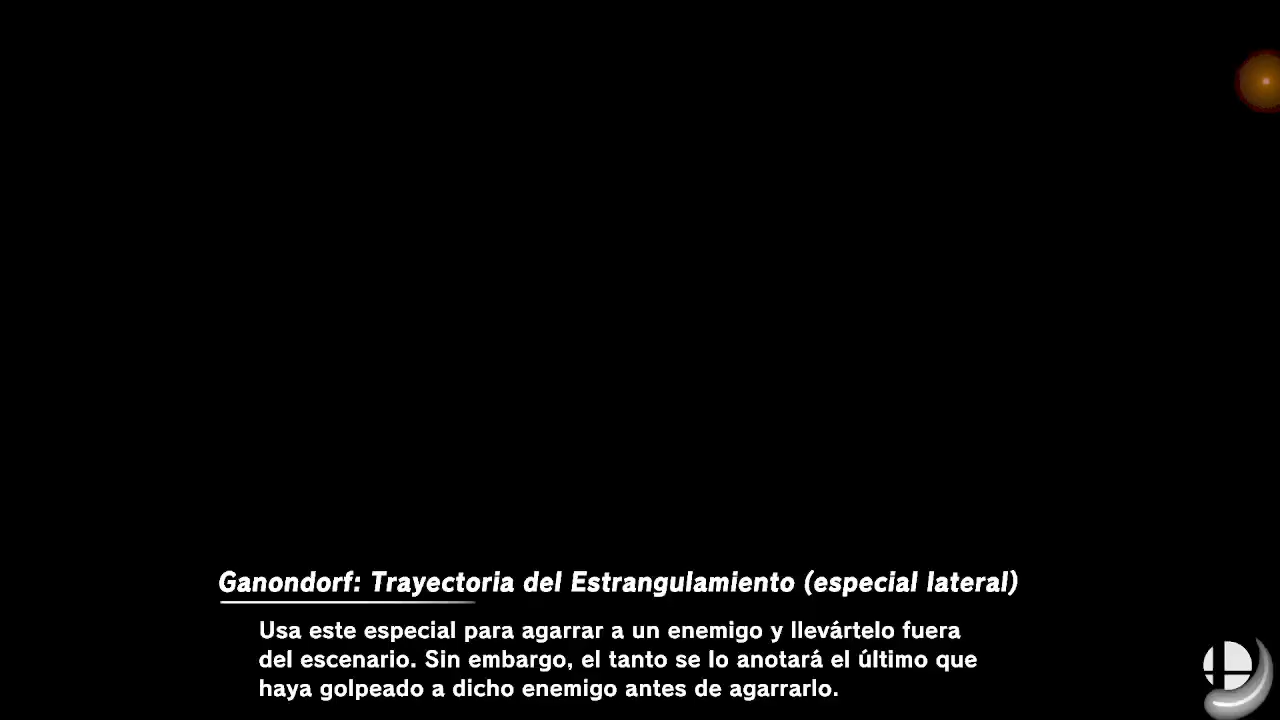 Ganondorf: Trayectoria del Estrangulamiento (especial lateral)
Usa este especial para agarrar a un enemigo y llevártelo fuera
del escenario. Sin embargo, el tanto se lo anotará el último que
haya golpeado a dicho enemigo antes de agarrarlo.